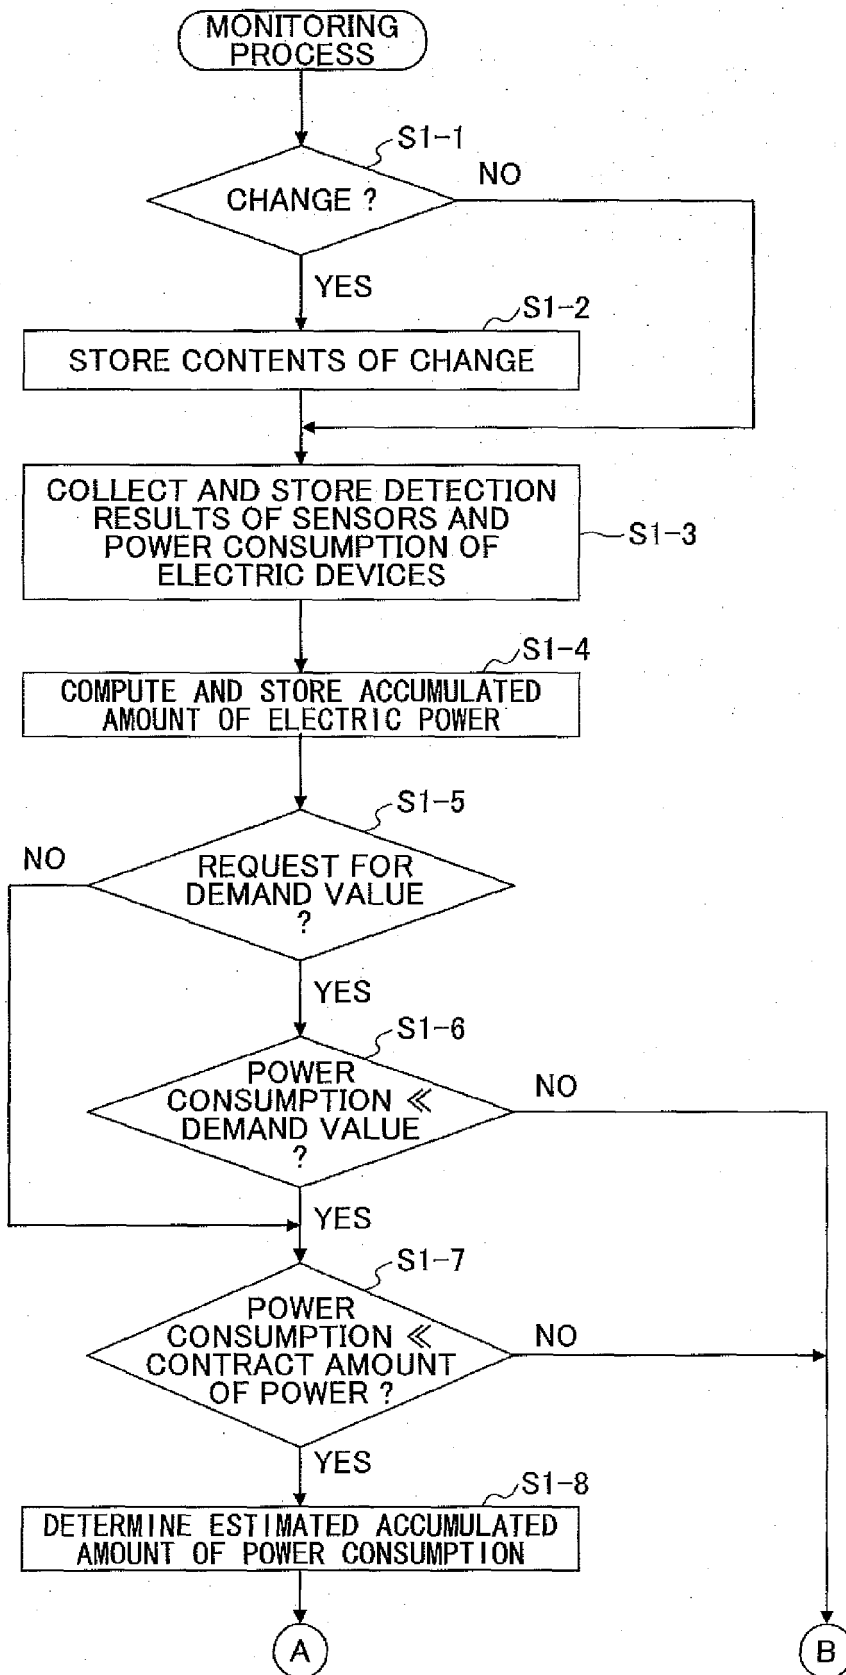 MONITORING
PROCESS
S1-1
CHANGE ?
NO
YES
S1-2
STORE CONTENTS OF CHANGE
COLLECT AND STORE DETECTION
RESULTS OF SENSORS AND
POWER CONSUMPTION OF
ELECTRIC DEVICES
S1-3
S1-4
COMPUTE AND STORE ACCUMULATED
AMOUNT OF ELECTRIC POWER
S1-5
NO
REQUEST FOR
DEMAND VALUE
?
YES
S1-6
POWER
CONSUMPTION ≪
DEMAND VALUE
?
NO
YES
S1-7
POWER
CONSUMPTION ≪
CONTRACT AMOUNT
OF POWER ?
NO
YES
S1-8
DETERMINE ESTIMATED ACCUMULATED
AMOUNT OF POWER CONSUMPTION
A
B